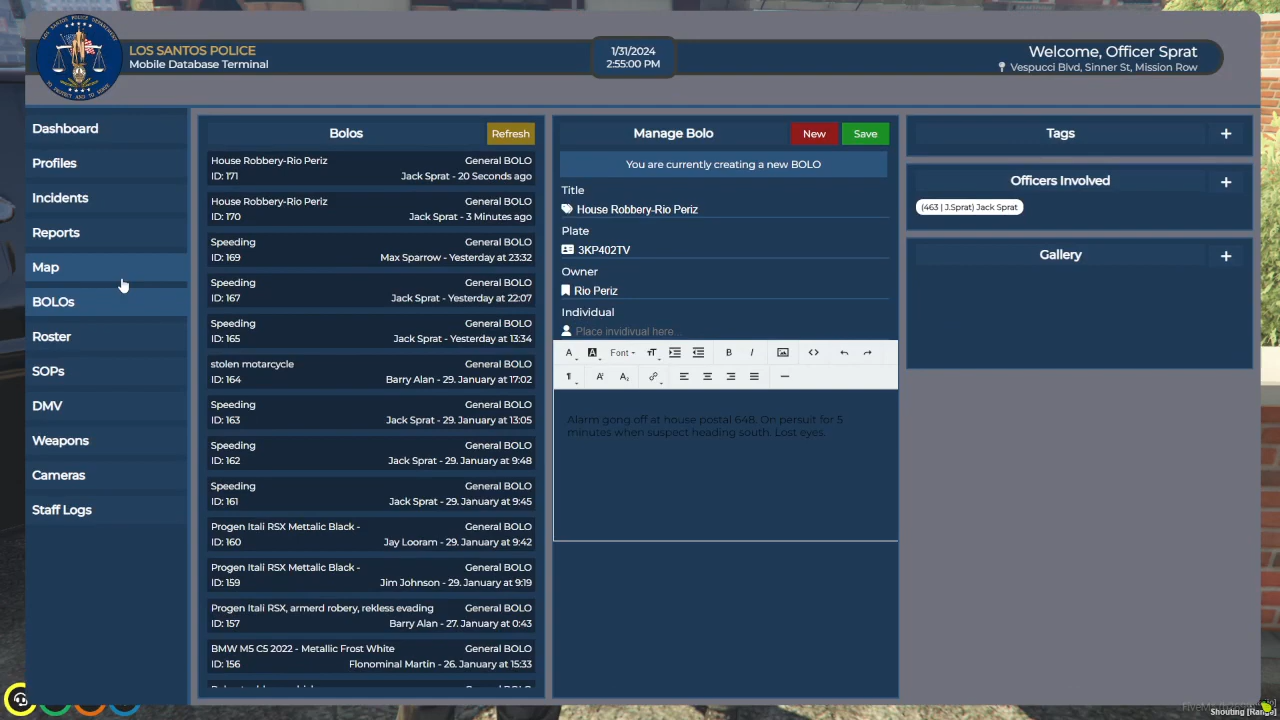 LOS SANTOS POLICE
Mobile Database Terminal
1/31/2024
2:55:00 PM
Welcome, Officer Sprat
Vespucci Blvd, Sinner St, Mission Row
Dashboard
Profiles
Incidents
Reports
Map
BOLOs
Roster
SOPs
DMV
Weapons
Cameras
Staff Logs
Bolos
Refresh
House Robbery-Rio Periz General BOLO
ID: 171 Jack Sprat - 20 Seconds ago
House Robbery-Rio Periz General BOLO
ID: 170 Jack Sprat - 3 Minutes ago
Speeding General BOLO
ID: 169 Max Sparrow - Yesterday at 23:32
Speeding General BOLO
ID: 167 Jack Sprat - Yesterday at 22:07
Speeding General BOLO
ID: 165 Jack Sprat - Yesterday at 13:34
stolen motarcycle General BOLO
ID: 164 Barry Alan - 29. January at 17:02
Speeding General BOLO
ID: 163 Jack Sprat - 29. January at 13:05
Speeding General BOLO
ID: 162 Jack Sprat - 29. January at 9:48
Speeding General BOLO
ID: 161 Jack Sprat - 29. January at 9:45
Progen Itali RSX Mettalic Black - General BOLO
ID: 160 Jay Looram - 29. January at 9:42
Progen Itali RSX Mettalic Black - General BOLO
ID: 159 Jim Johnson - 29. January at 9:19
Progen Itali RSX, armerd robery, rekless evading General BOLO
ID: 157 Barry Alan - 27. January at 0:43
BMW M5 C5 2022 - Metallic Frost White General BOLO
ID: 156 Flonominal Martin - 26. January at 15:33
Manage Bolo
New
Save
You are currently creating a new BOLO
Title
House Robbery-Rio Periz
Plate
3KP402TV
Owner
Rio Periz
Individual
Place invidivual here...
Font
Alarm gong off at house postal 648. On persuit for 5
minutes when suspect heading south. Lost eyes.
Tags +
Officers Involved +
(463 | J.Sprat) Jack Sprat
Gallery +
Shouting [Range]